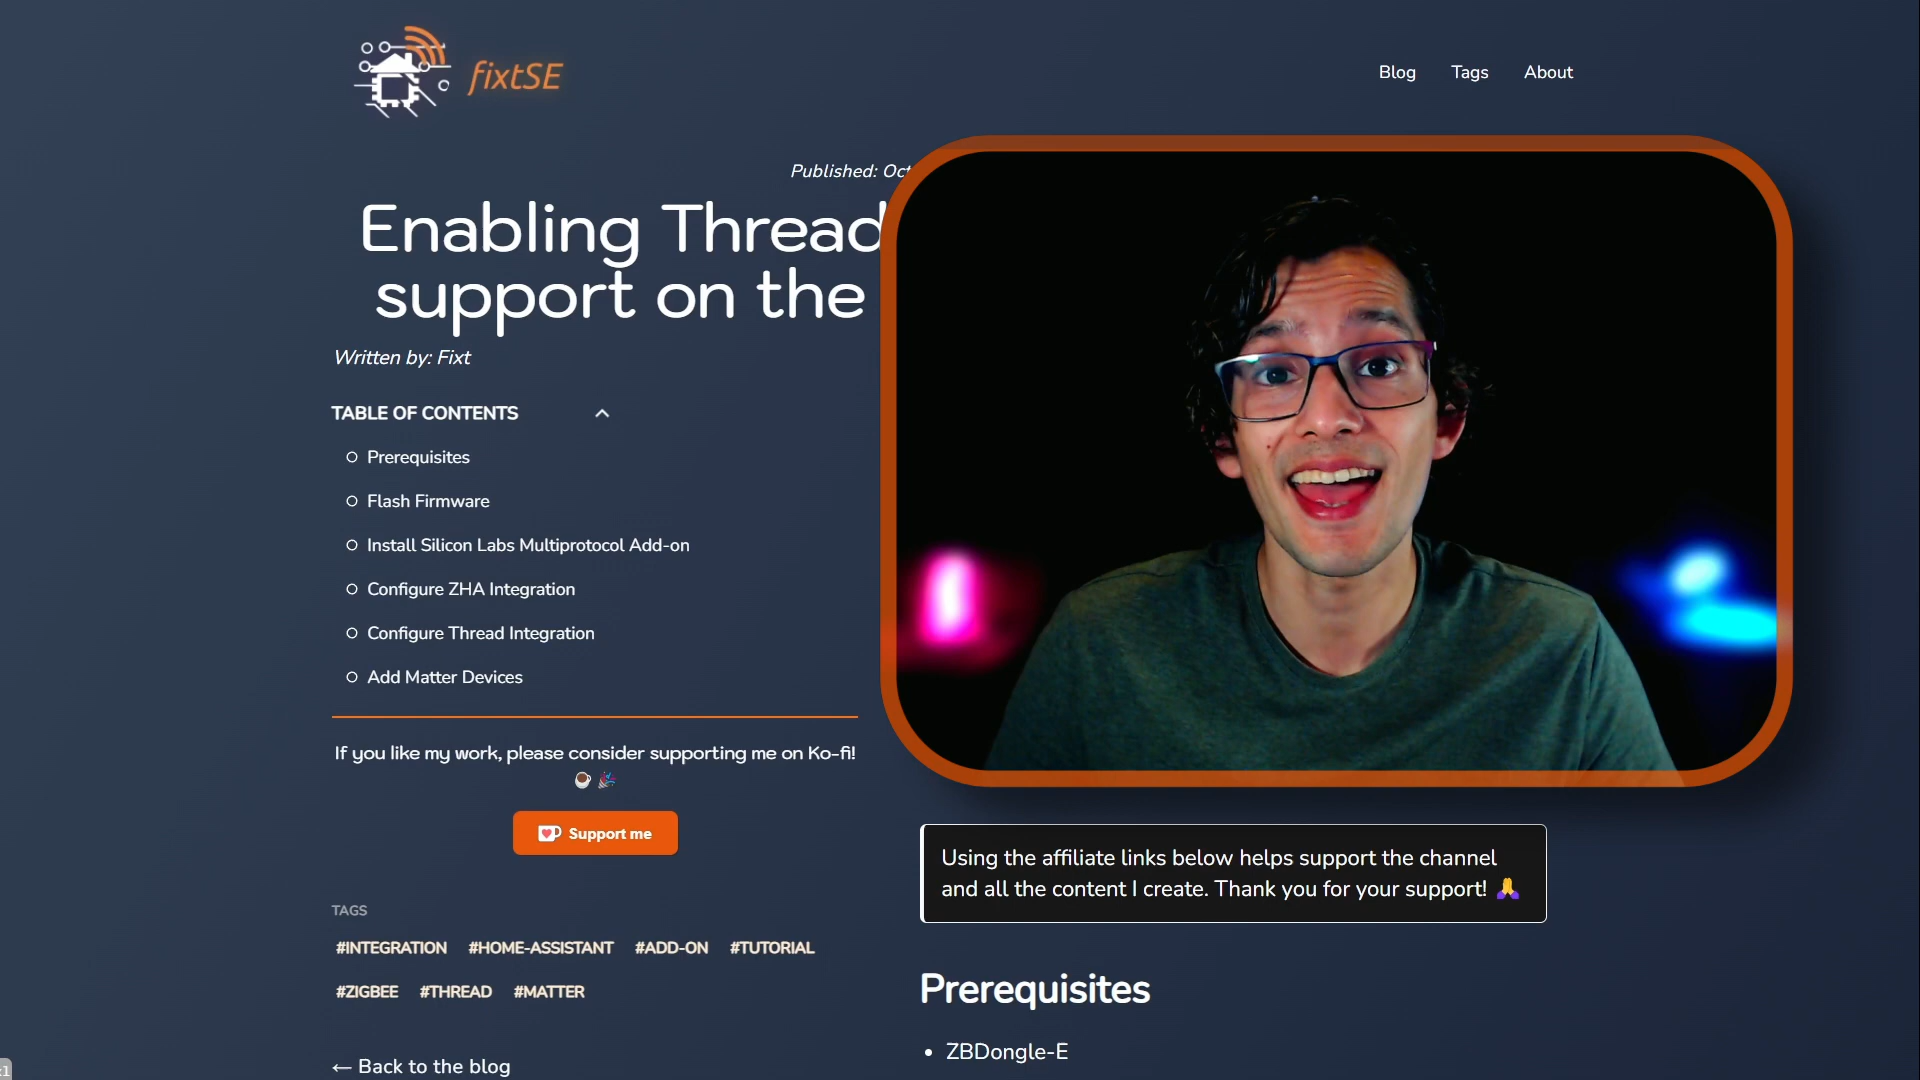 fixtSE
Blog
Tags
About
Published: Oct
Enabling Thread
support on the
Written by: Fixt
TABLE OF CONTENTS
Prerequisites
Flash Firmware
Install Silicon Labs Multiprotocol Add-on
Configure ZHA Integration
Configure Thread Integration
Add Matter Devices
If you like my work, please consider supporting me on Ko-fi!
☕ 🎉
Support me
TAGS
#INTEGRATION #HOME-ASSISTANT #ADD-ON #TUTORIAL
#ZIGBEE #THREAD #MATTER
← Back to the blog
Using the affiliate links below helps support the channel
and all the content I create. Thank you for your support! 🙏
Prerequisites
• ZBDongle-E